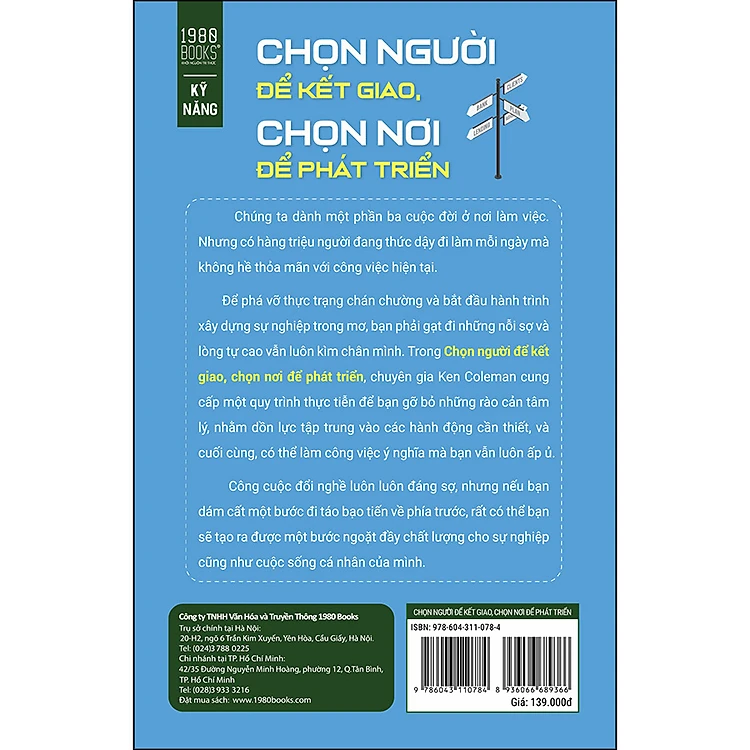 1980
BOOKS®
KHƠI NGUỒN TRI THỨC
KỸ
NĂNG
CHỌN NGƯỜI
ĐỂ KẾT GIAO,
CHỌN NƠI
ĐỂ PHÁT TRIỂN
CLIENTS
BANK
PLAN
LENDING
Chúng ta dành một phần ba cuộc đời ở nơi làm việc.
Nhưng có hàng triệu người đang thức dậy đi làm mỗi ngày mà
không hề thỏa mãn với công việc hiện tại.
Để phá vỡ thực trạng chán chường và bắt đầu hành trình
xây dựng sự nghiệp trong mơ, bạn phải gạt đi những nỗi sợ và
lòng tự cao vẫn luôn kìm chân mình. Trong Chọn người để kết
giao, chọn nơi để phát triển, chuyên gia Ken Coleman cung
cấp một quy trình thực tiễn để bạn gỡ bỏ những rào cản tâm
lý, nhằm dồn lực tập trung vào các hành động cần thiết, và
cuối cùng, có thể làm công việc ý nghĩa mà bạn vẫn luôn ấp ủ.
Công cuộc đổi nghề luôn luôn đáng sợ, nhưng nếu bạn
dám cất một bước đi táo bạo tiến về phía trước, rất có thể bạn
sẽ tạo ra được một bước ngoặt đầy chất lượng cho sự nghiệp
cũng như cuộc sống cá nhân của mình.
Công ty TNHH Văn Hóa và Truyền Thông 1980 Books
Trụ sở chính tại Hà Nội:
20-H2, ngõ 6 Trần Kim Xuyến, Yên Hòa, Cầu Giấy, Hà Nội.
Tel: (024)3 788 0225
Chi nhánh tại TP. Hồ Chí Minh:
42/35 Đường Nguyễn Minh Hoàng, phường 12, Q.Tân Bình,
TP. Hồ Chí Minh
Tel: (028)3 933 3216
Đặt mua sách: www.1980books.com
CHỌN NGƯỜI ĐỂ KẾT GIAO, CHỌN NƠI ĐỂ PHÁT TRIỂN
ISBN: 978-604-311-078-4
9 786043 110784
8 936066 689366
Giá: 139.000đ